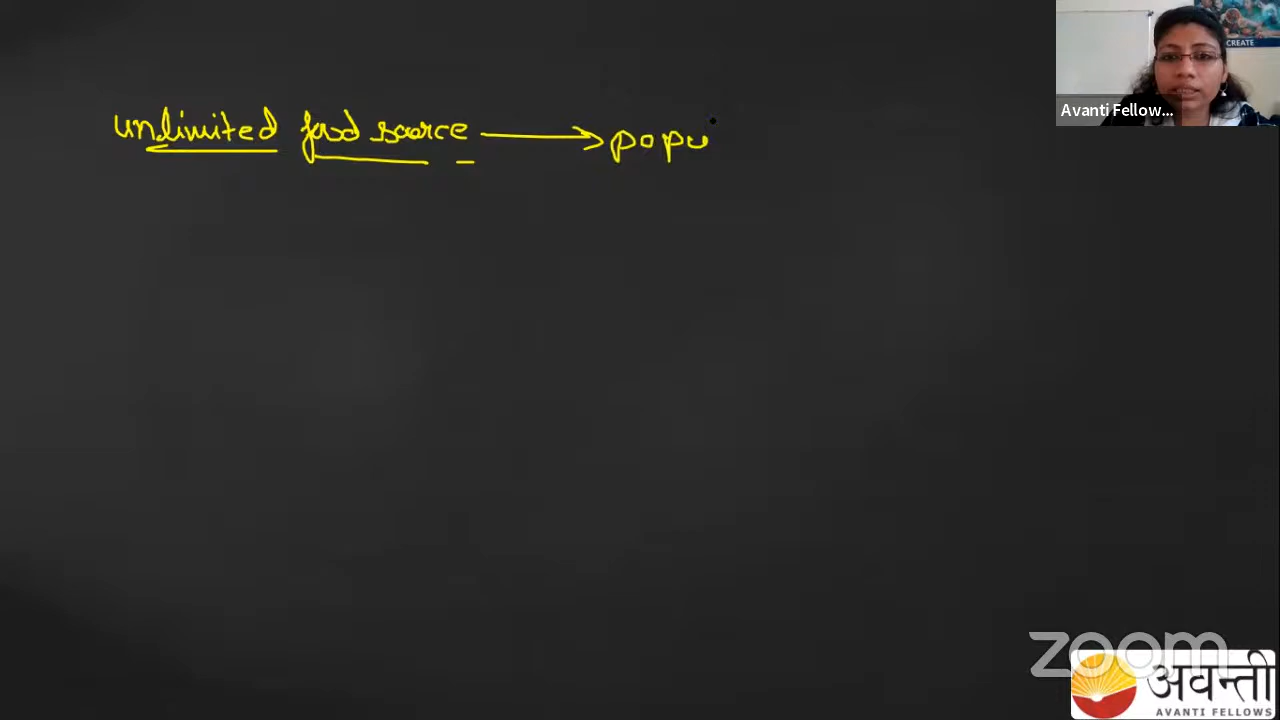 CREATE
Avanti Fellow...
unlimited food source → popu
zoom
अवन्ती
AVANTI FELLOWS